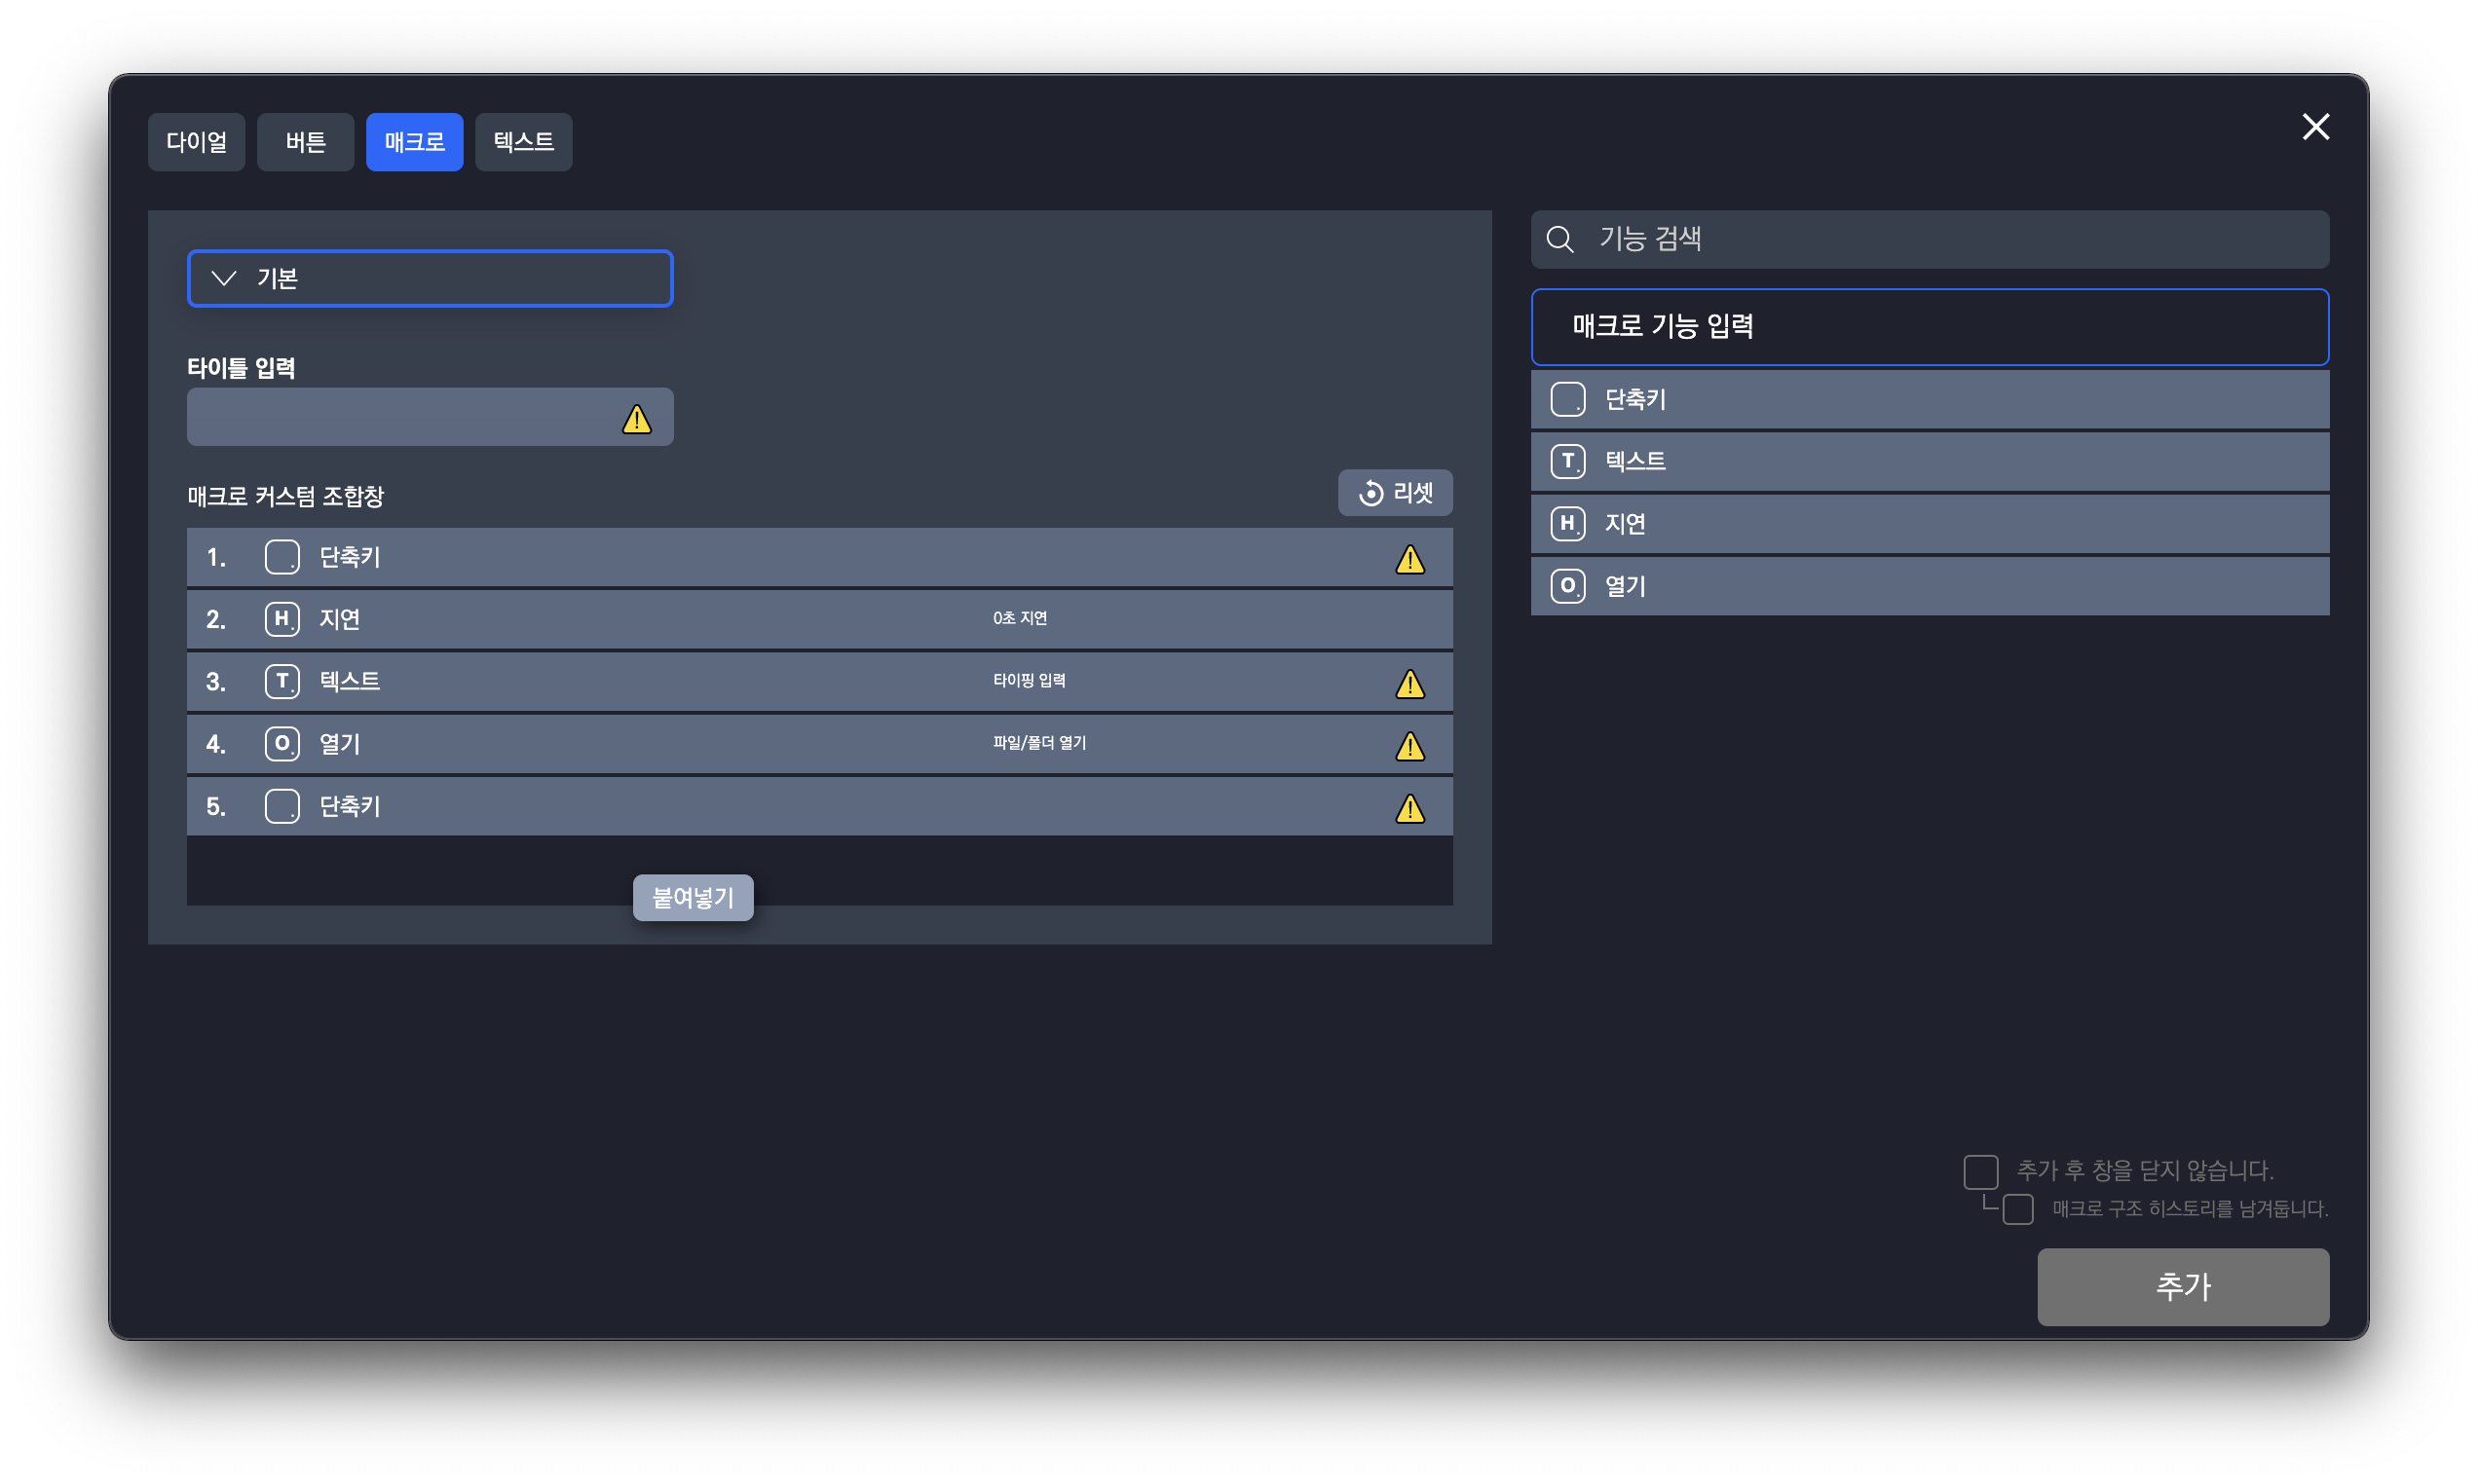 다이얼 버튼 매크로 텍스트
기본
타이틀 입력
매크로 커스텀 조합창
리셋
1. 단축키
2. H. 지연 0초 지연
3. T. 텍스트 타이핑 입력
4. O. 열기 파일/폴더 열기
5. 단축키
붙여넣기
기능 검색
매크로 기능 입력
단축키
T. 텍스트
H. 지연
O. 열기
추가 후 창을 닫지 않습니다.
매크로 구조 히스토리를 남겨둡니다.
추가